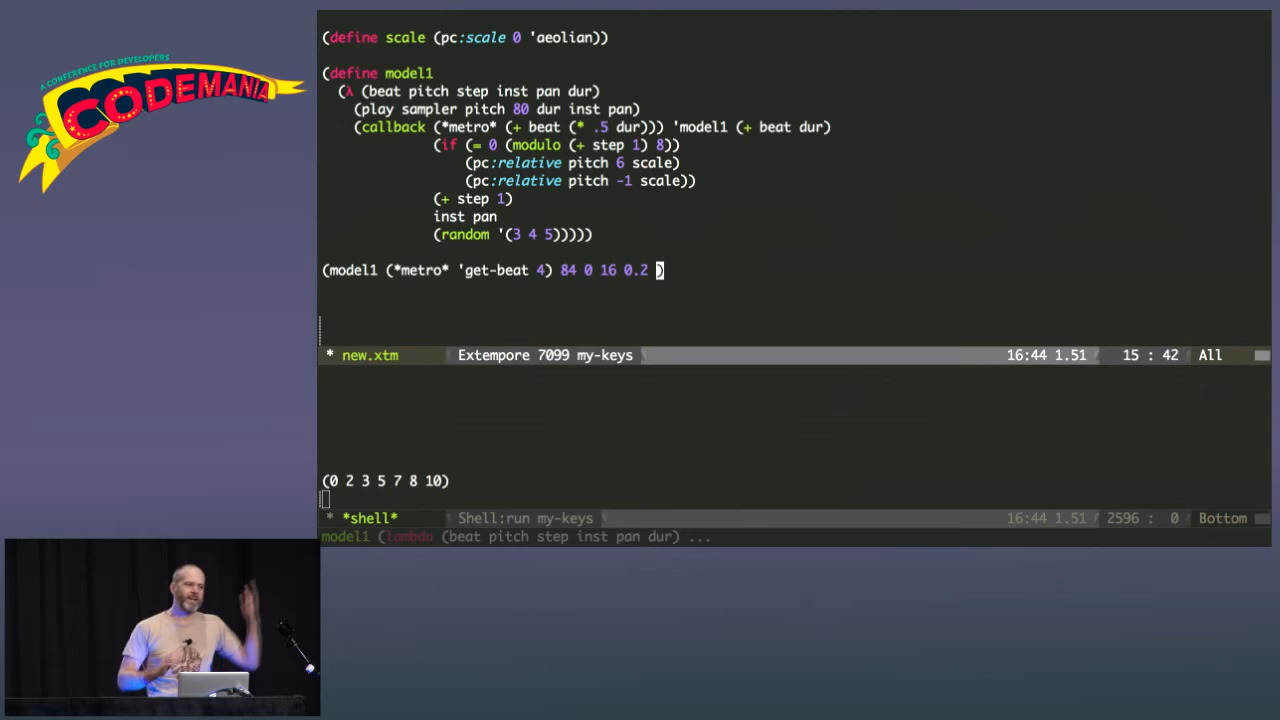 A CONFERENCE FOR DEVELOPERS
CODEMANIA
(define scale (pc:scale 0 'aeolian))
(define model1
(λ (beat pitch step inst pan dur)
(play sampler pitch 80 dur inst pan)
(callback (*metro* (+ beat (* .5 dur))) 'model1 (+ beat dur)
(if (= 0 (modulo (+ step 1) 8))
(pc:relative pitch 6 scale)
(pc:relative pitch -1 scale))
(+ step 1)
inst pan
(random '(3 4 5)))))
(model1 (*metro* 'get-beat 4) 84 0 16 0.2 )
* new.xtm Extempore 7099 my-keys 16:44 1.51 15 : 42 All
(0 2 3 5 7 8 10)
* *shell* Shell:run my-keys 16:44 1.51 2596 : 0 Bottom
model1 (lambda (beat pitch step inst pan dur) ...